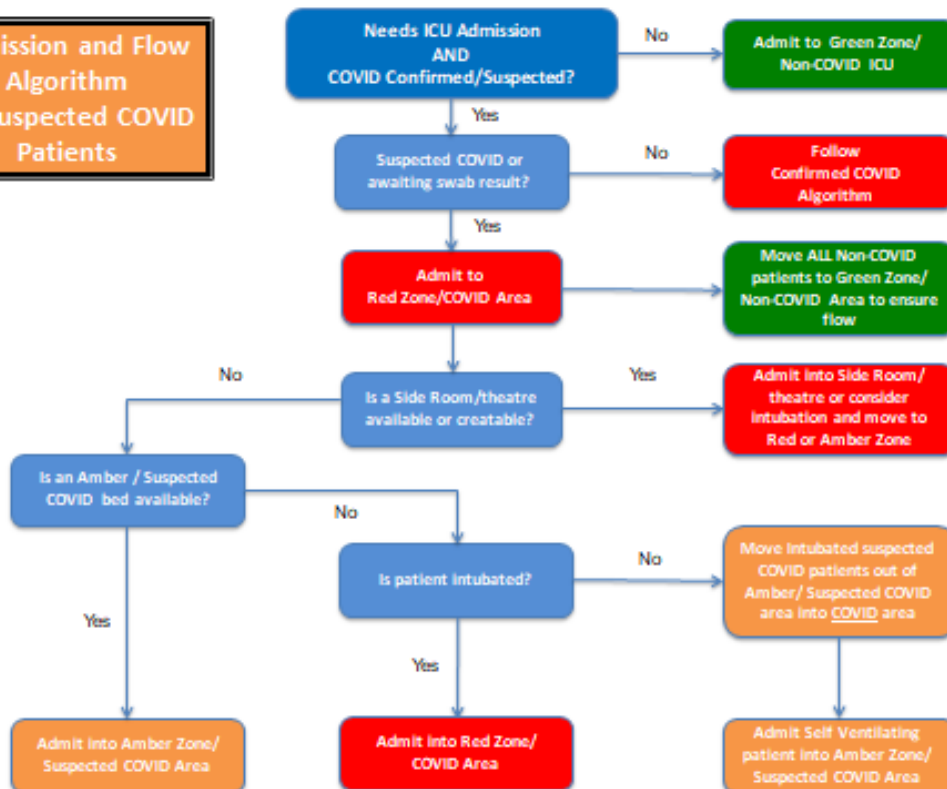 ission and Flow
Algorithm
uspected COVID
Patients
Needs ICU Admission
AND
COVID Confirmed/Suspected?
No
Admit to Green Zone/
Non-COVID ICU
Yes
Suspected COVID or
awaiting swab result?
No
Follow
Confirmed COVID
Algorithm
Yes
Admit to
Red Zone/COVID Area
Move ALL Non-COVID
patients to Green Zone/
Non-COVID Area to ensure
flow
No
Is a Side Room/theatre
available or creatable?
Yes
Admit into Side Room/
theatre or consider
intubation and move to
Red or Amber Zone
Is an Amber / Suspected
COVID bed available?
No
Is patient intubated?
No
Move Intubated suspected
COVID patients out of
Amber/ Suspected COVID
area into COVID area
Yes
Yes
Admit into Amber Zone/
Suspected COVID Area
Admit into Red Zone/
COVID Area
Admit Self Ventilating
patient into Amber Zone/
Suspected COVID Area